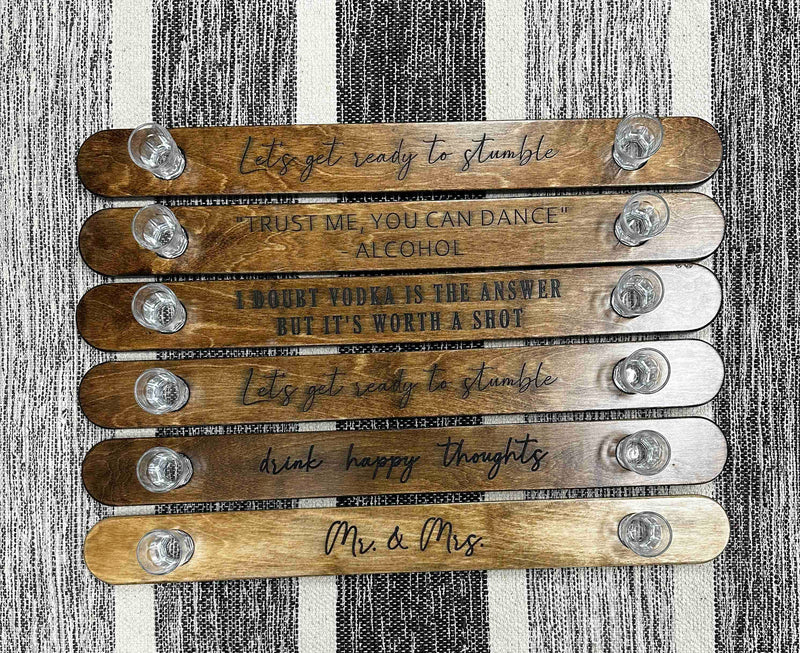 Let's get ready to stumble
"TRUST ME, YOU CAN DANCE"
- ALCOHOL
I DOUBT VODKA IS THE ANSWER
BUT IT'S WORTH A SHOT
Let's get ready to stumble
drink happy thoughts
Mr. & Mrs.